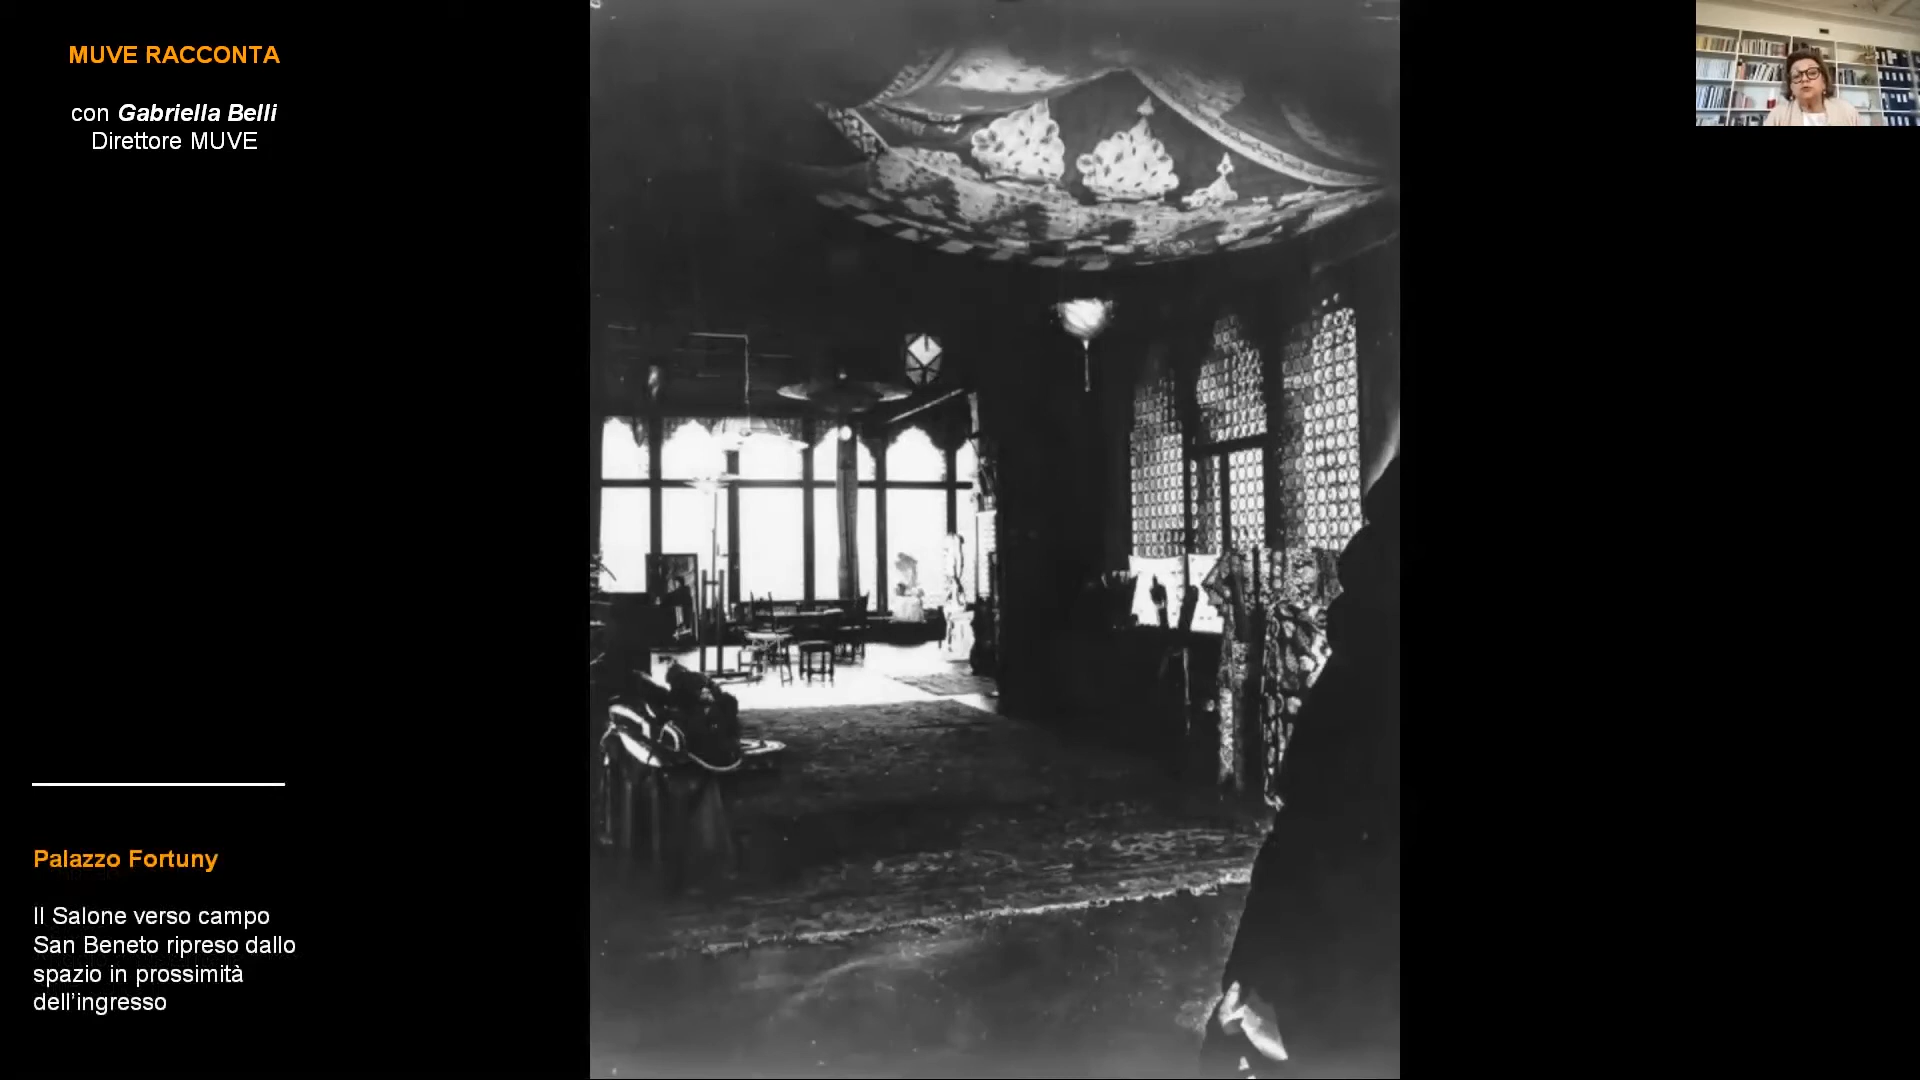 MUVE RACCONTA
con Gabriella Belli
Direttore MUVE
Palazzo Fortuny
Il Salone verso campo
San Beneto ripreso dallo
spazio in prossimità
dell’ingresso